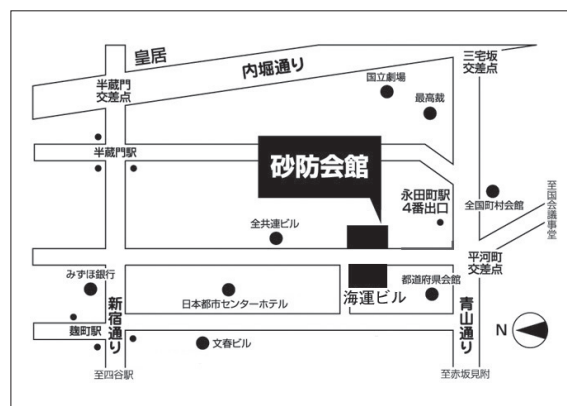 皇居
内堀通り
三宅坂
交差点
半蔵門
交差点
国立劇場
最高裁
半蔵門駅
砂防会館
永田町駅
4番出口
全国町村会館
至国会議事堂
全共連ビル
平河町
交差点
みずほ銀行
日本都市センターホテル
海運ビル
都道府県会館
新宿通り
青山通り
N
麹町駅
文春ビル
至四谷駅
至赤坂見附